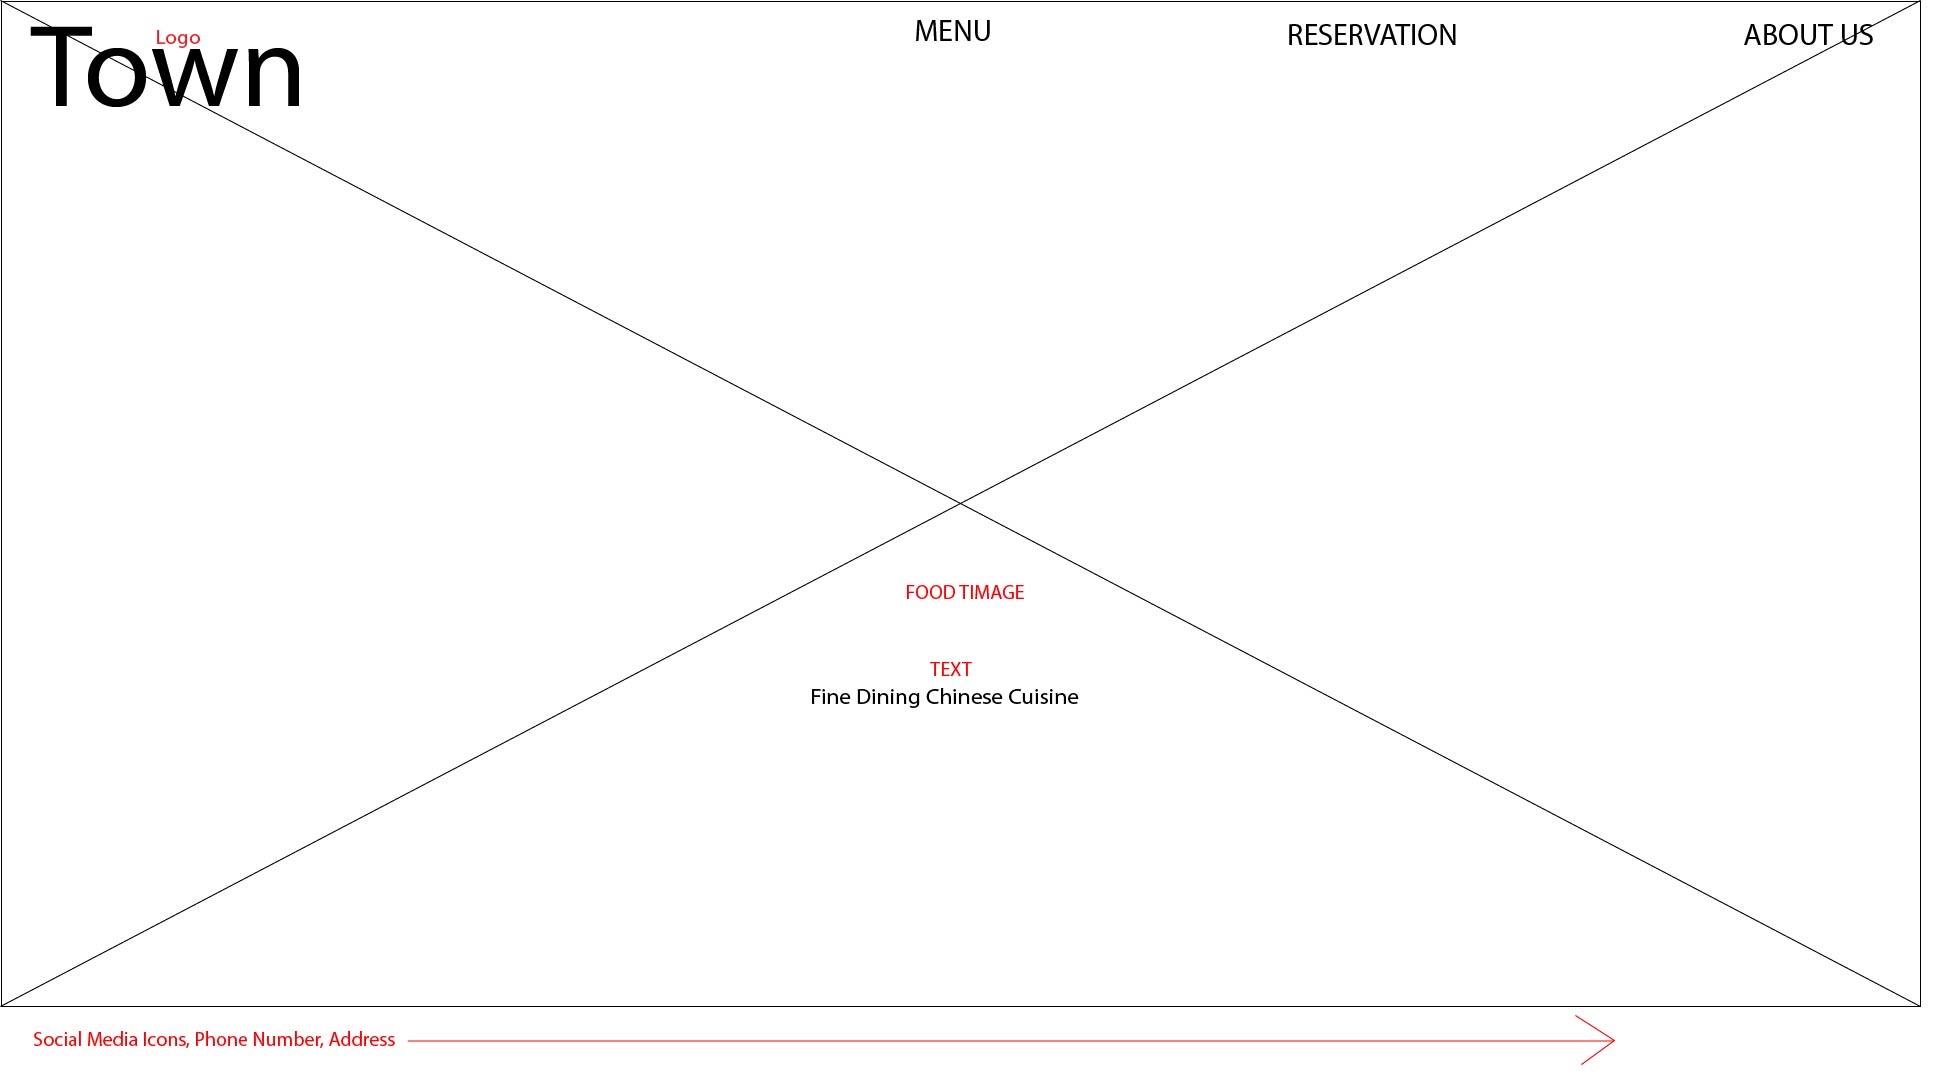 Logo
Town
MENU
RESERVATION
ABOUT US
FOOD TIMAGE
TEXT
Fine Dining Chinese Cuisine
Social Media Icons, Phone Number, Address